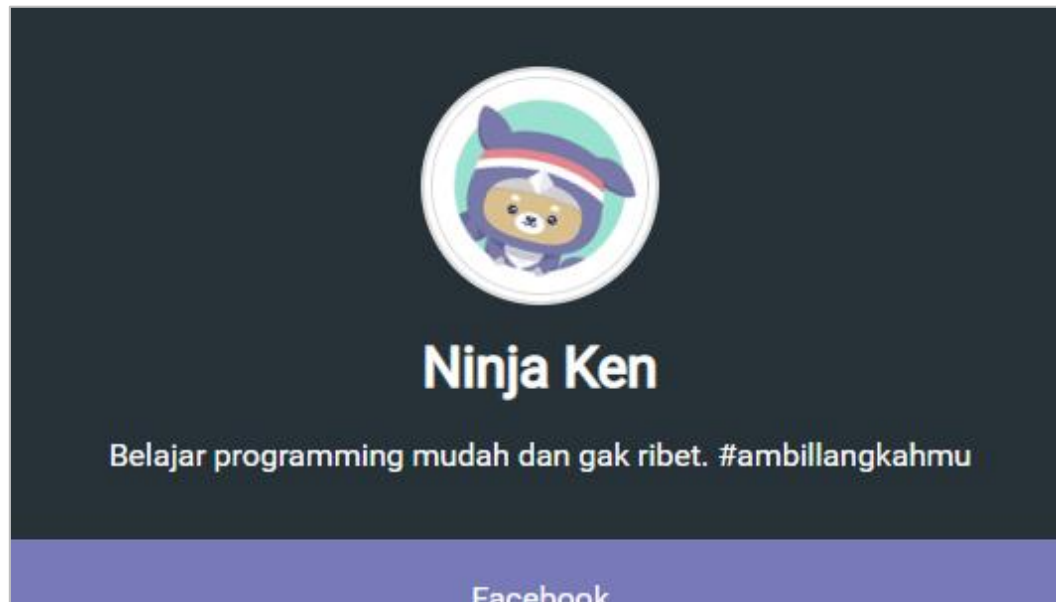 Ninja Ken
Belajar programming mudah dan gak ribet. #ambillangkahmu
Facebook